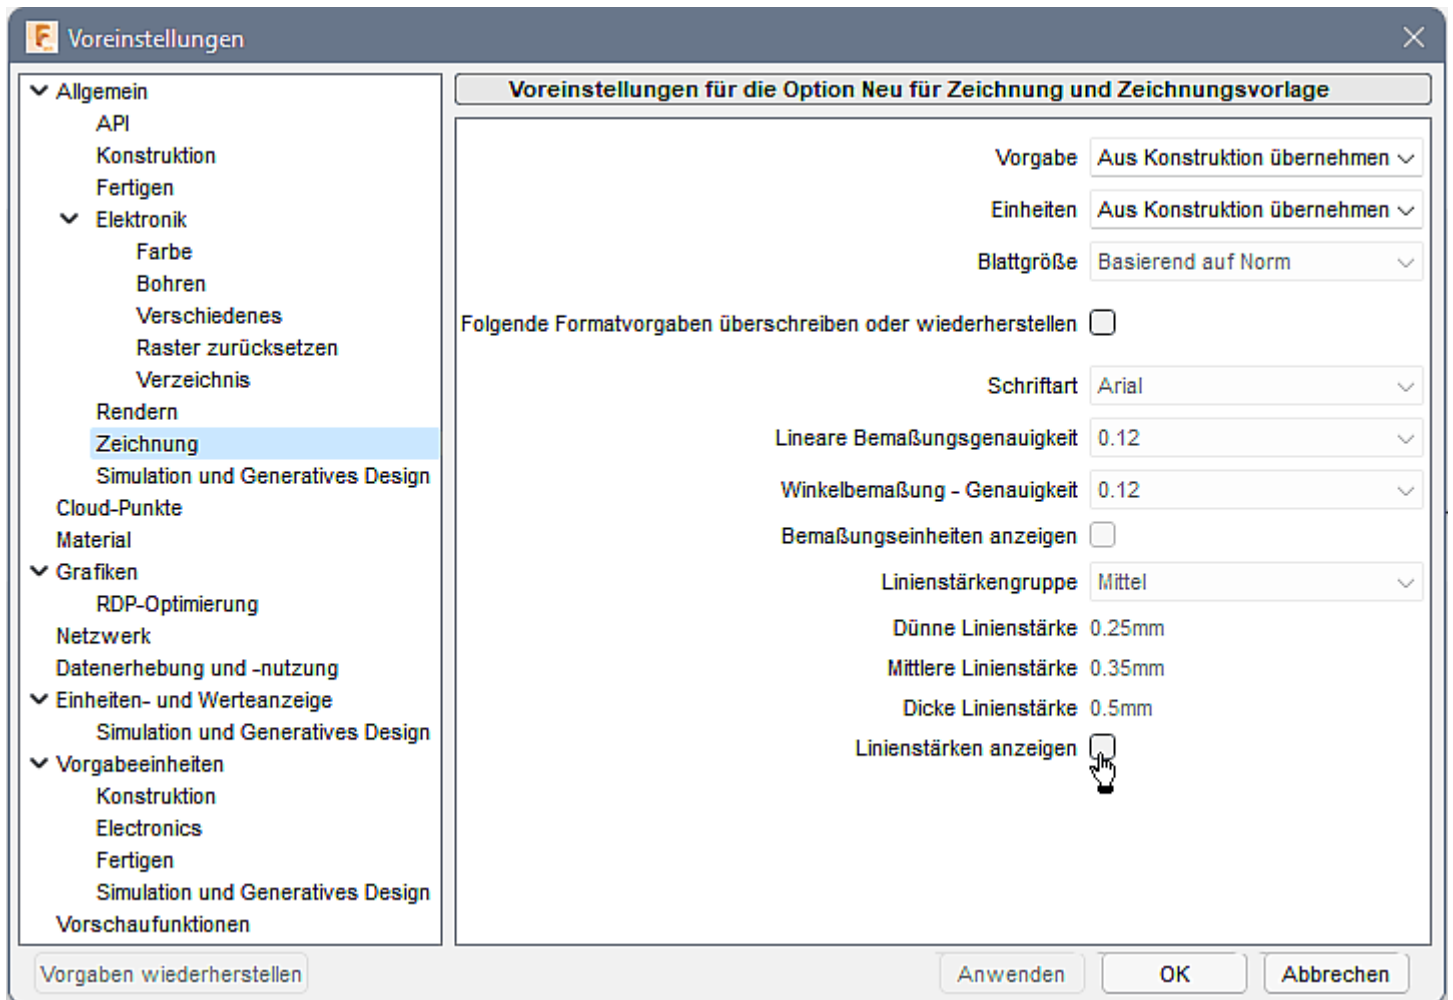 Voreinstellungen
Allgemein
API
Konstruktion
Fertigen
Elektronik
Farbe
Bohren
Verschiedenes
Raster zurücksetzen
Verzeichnis
Rendern
Zeichnung
Simulation und Generatives Design
Cloud-Punkte
Material
Grafiken
RDP-Optimierung
Netzwerk
Datenerhebung und -nutzung
Einheiten- und Werteanzeige
Simulation und Generatives Design
Vorgabeeinheiten
Konstruktion
Electronics
Fertigen
Simulation und Generatives Design
Vorschaufunktionen
Voreinstellungen für die Option Neu für Zeichnung und Zeichnungsvorlage
Vorgabe Aus Konstruktion übernehmen
Einheiten Aus Konstruktion übernehmen
Blattgröße Basierend auf Norm
Folgende Formatvorgaben überschreiben oder wiederherstellen
Schriftart Arial
Lineare Bemaßungsgenauigkeit 0.12
Winkelbemaßung - Genauigkeit 0.12
Bemaßungseinheiten anzeigen
Linienstärkengruppe Mittel
Dünne Linienstärke 0.25mm
Mittlere Linienstärke 0.35mm
Dicke Linienstärke 0.5mm
Linienstärken anzeigen
Vorgaben wiederherstellen Anwenden OK Abbrechen